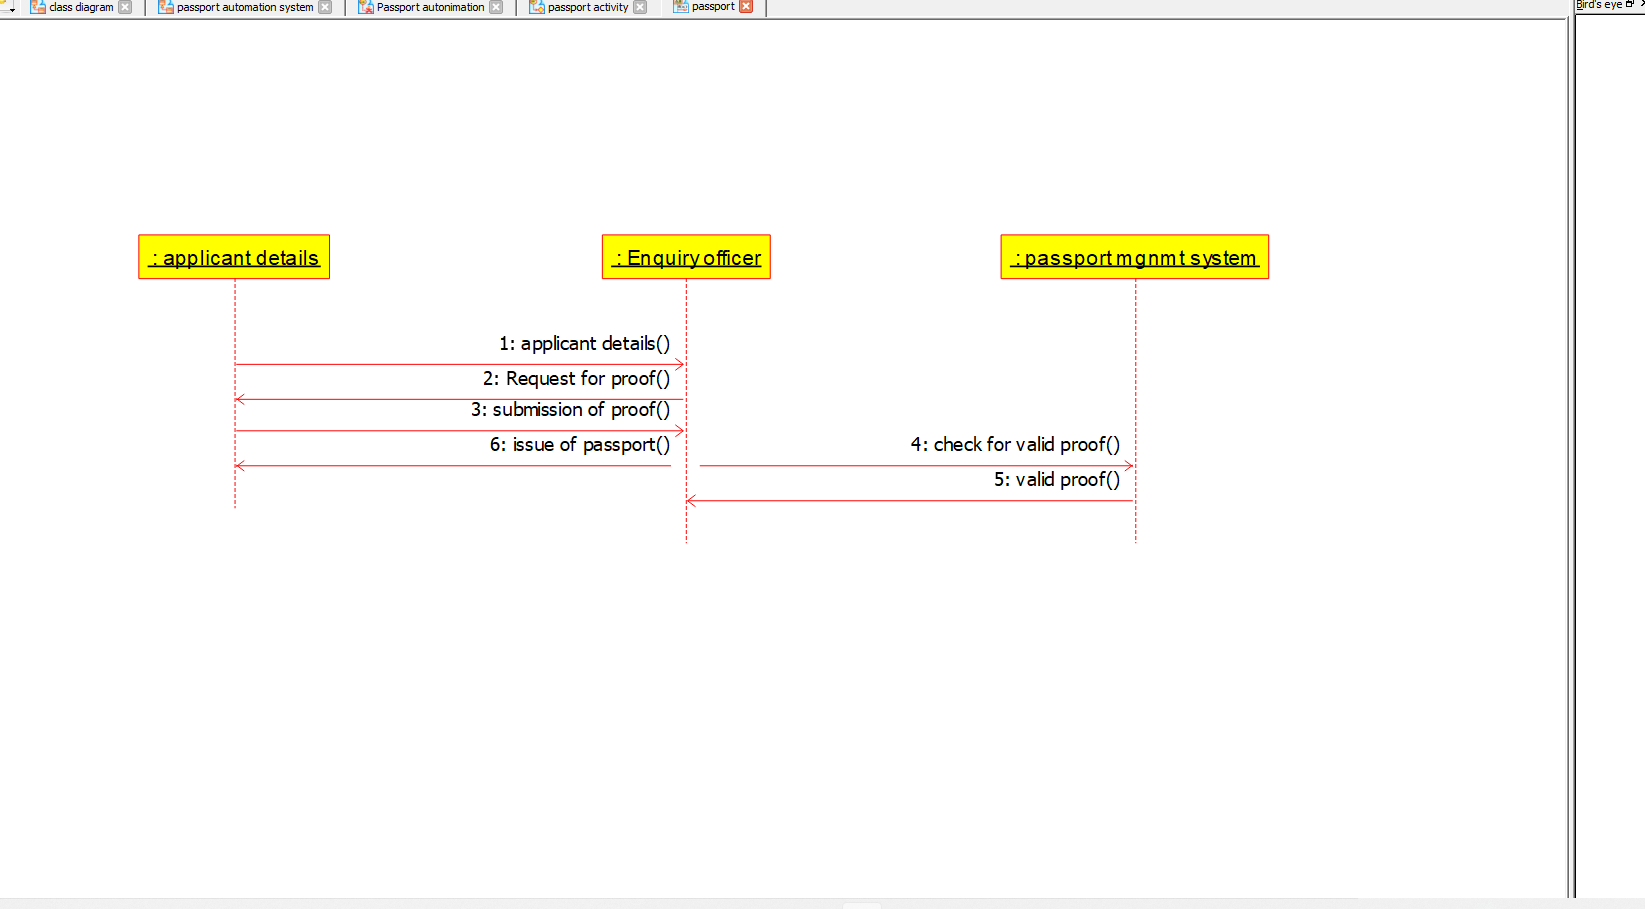 class diagram
passport automation system
Passport autonimation
passport activity
passport
Bird's eye
: applicant details
: Enquiry officer
: passport mgnmt system
1: applicant details()
2: Request for proof()
3: submission of proof()
6: issue of passport()
4: check for valid proof()
5: valid proof()